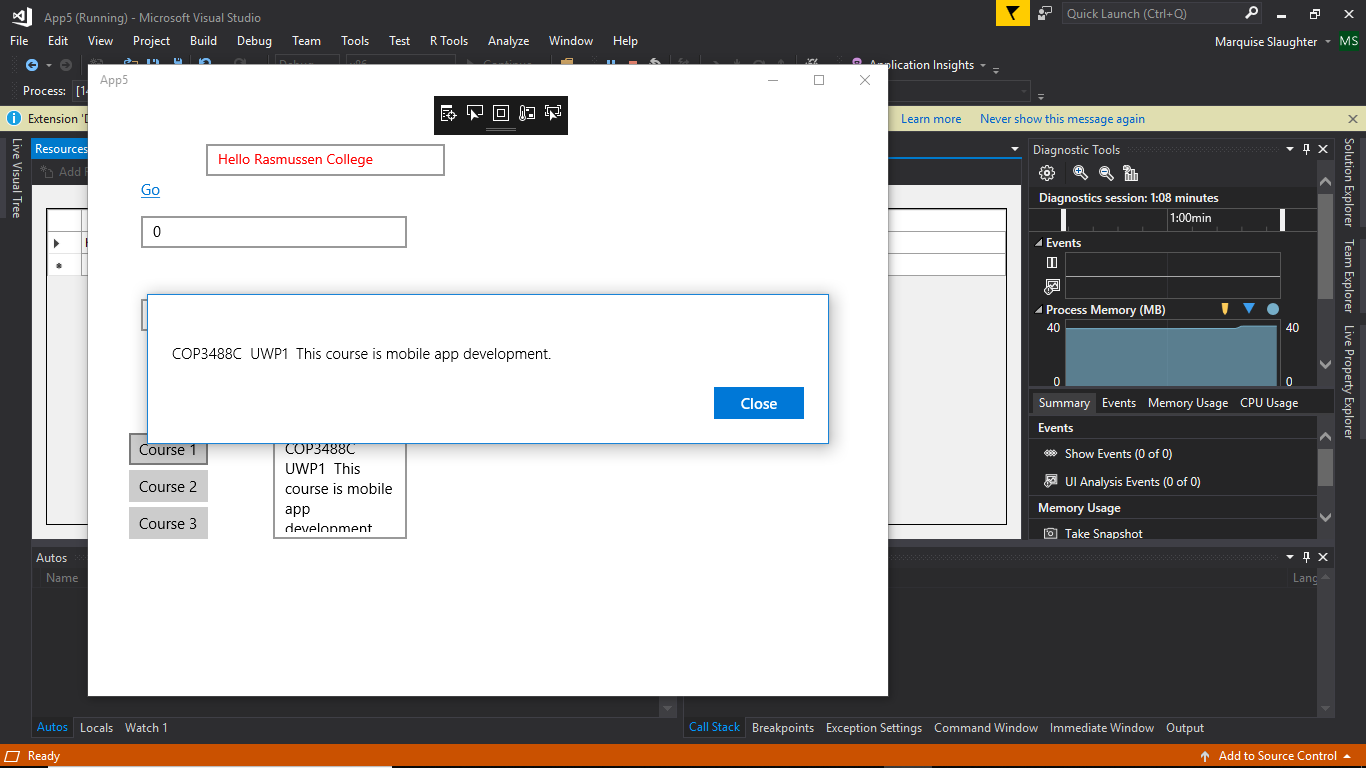 App5 (Running) - Microsoft Visual Studio
Quick Launch (Ctrl+Q)
File Edit View Project Build Debug Team Tools Test R Tools Analyze Window Help
Marquise Slaughter MS
Application Insights
Process:
App5
Extension
Learn more Never show this message again
Live Visual Tree
Resources
Hello Rasmussen College
Go
0
COP3488C UWP1 This course is mobile app development.
Close
Course 1
Course 2
Course 3
COP3488C
UWP1 This
course is mobile
app
development.
Diagnostic Tools
Diagnostics session: 1:08 minutes
1:00min
Events
Process Memory (MB)
40 40
0 0
Summary Events Memory Usage CPU Usage
Events
Show Events (0 of 0)
UI Analysis Events (0 of 0)
Memory Usage
Take Snapshot
Solution Explorer
Team Explorer
Live Property Explorer
Autos
Name
Lang
Autos Locals Watch 1
Call Stack Breakpoints Exception Settings Command Window Immediate Window Output
Ready
Add to Source Control